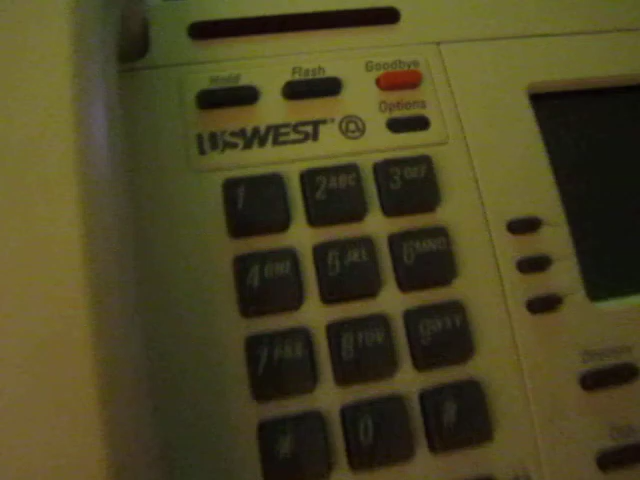 Hold Flash Goodbye
Options
USWEST
1 2ABC 3DEF
4GHI 5JKL 6MNO
7PRS 8TUV 9WXY
* 0 #